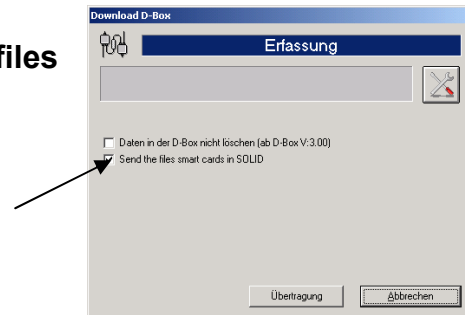 Download D-Box
Erfassung
files
Daten in der D-Box nicht löschen (ab D-Box V:3.00)
Send the files smart cards in SOLID
Übertragung
Abbrechen